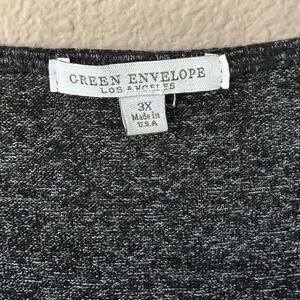 GREEN ENVELOPE
LOS ANGELES
3X
Made in
U.S.A